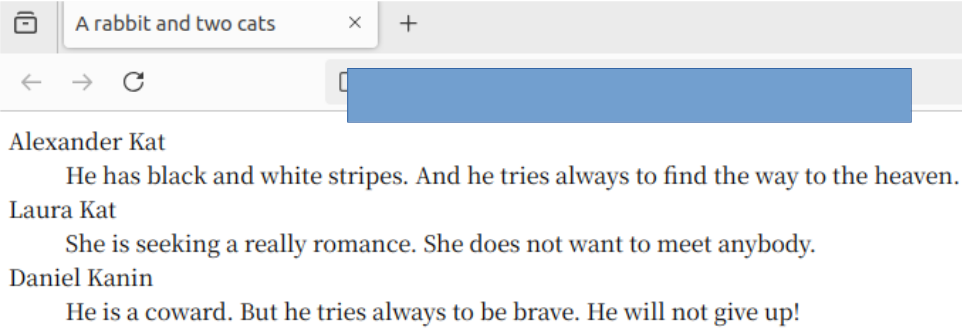 A rabbit and two cats
Alexander Kat
He has black and white stripes. And he tries always to find the way to the heaven.
Laura Kat
She is seeking a really romance. She does not want to meet anybody.
Daniel Kanin
He is a coward. But he tries always to be brave. He will not give up!